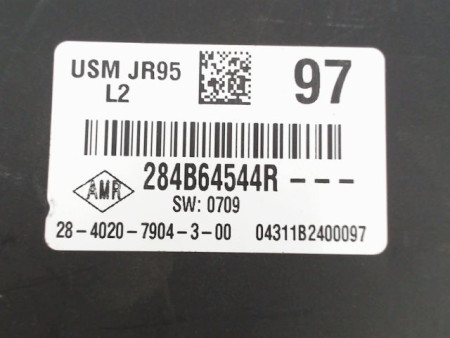 USM JR95 97
L2
AMR 284B64544R - - -
SW: 0709
28-4020-7904-3-00 04311B2400097